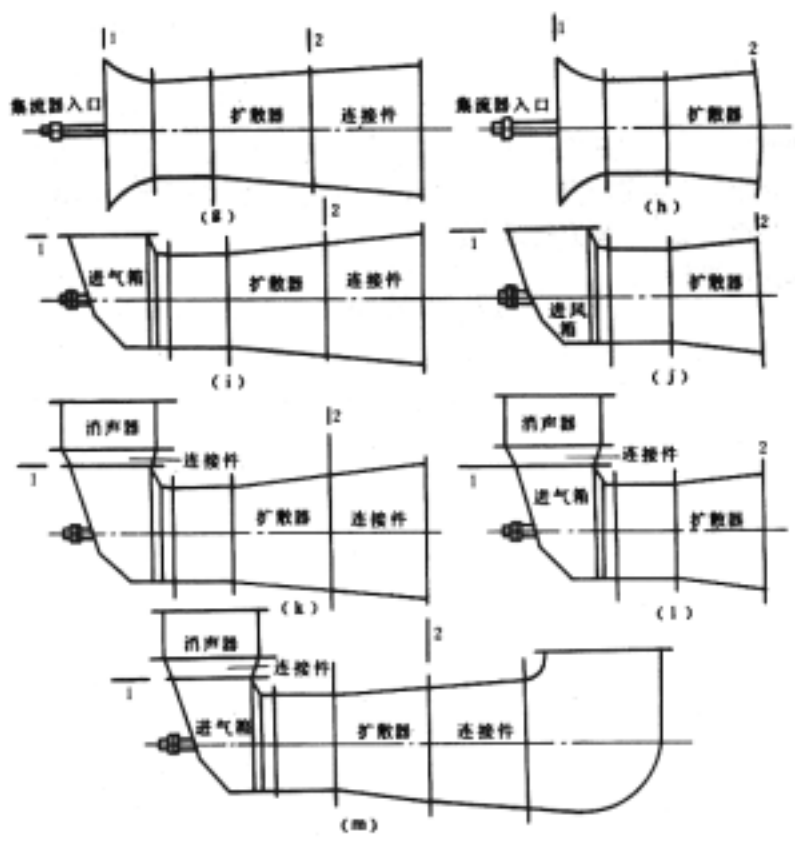 1
2
集流器入口
扩散器
连接件
(g)
1
2
集流器入口
扩散器
(h)
1
2
进气箱
扩散器
连接件
(i)
1
2
进风
箱
扩散器
(j)
消声器
连接件
1
2
扩散器
连接件
(k)
消声器
连接件
1
2
进气箱
扩散器
(l)
消声器
连接件
1
2
进气箱
扩散器
连接件
(m)